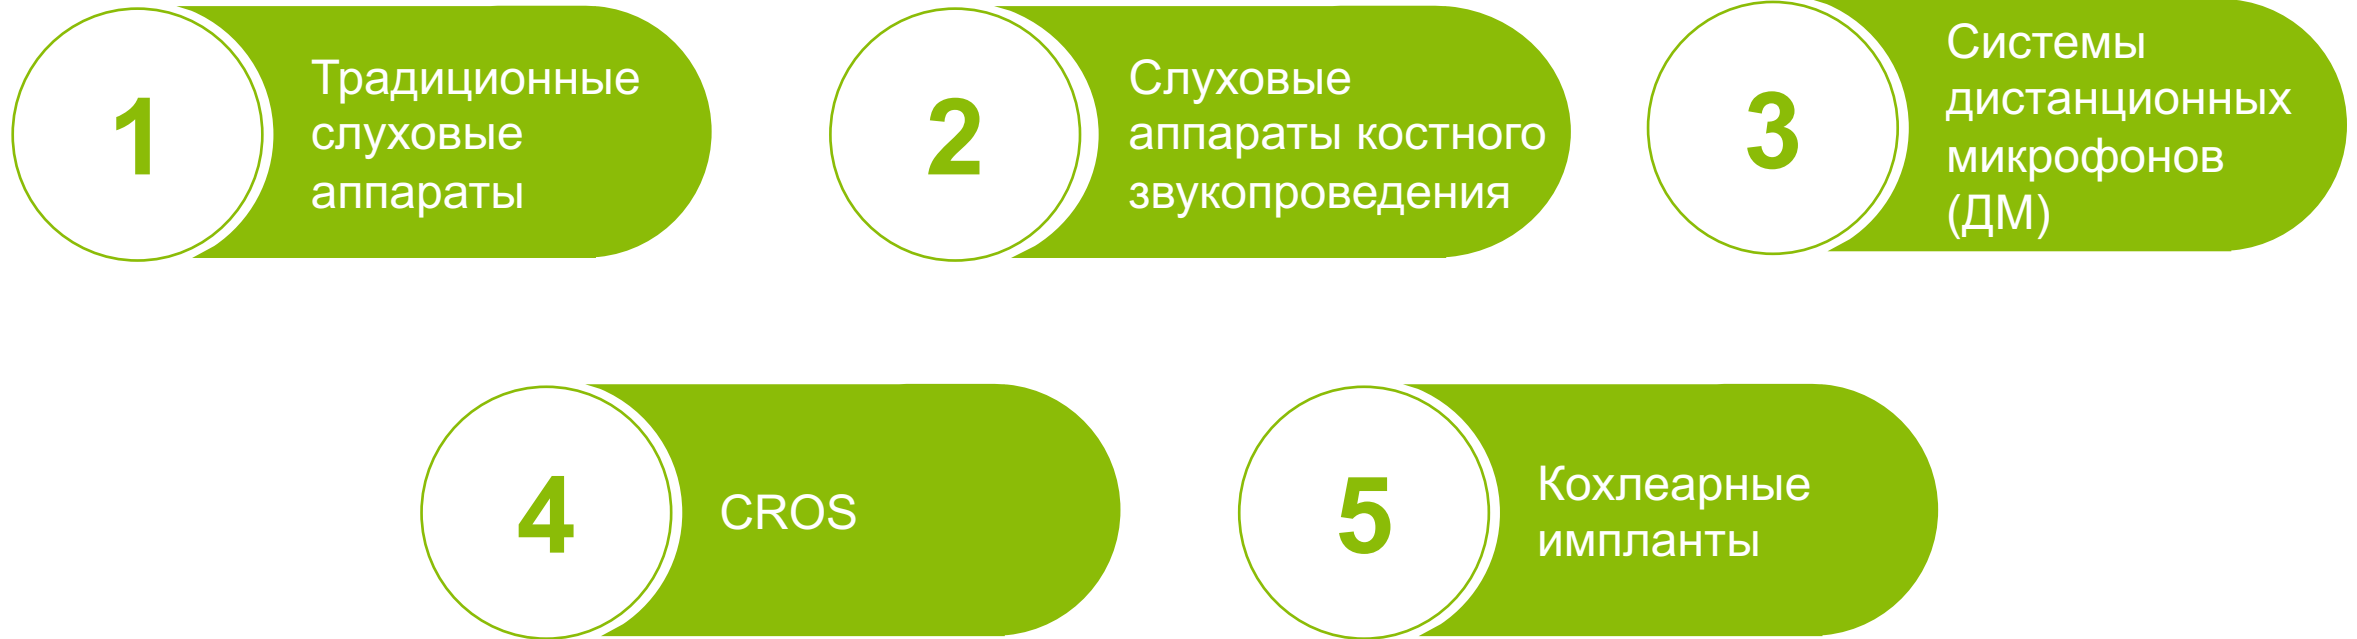 1
Традиционные
слуховые
аппараты
2
Слуховые
аппараты костного
звукопроведения
3
Системы
дистанционных
микрофонов
(ДМ)
4
CROS
5
Кохлеарные
импланты